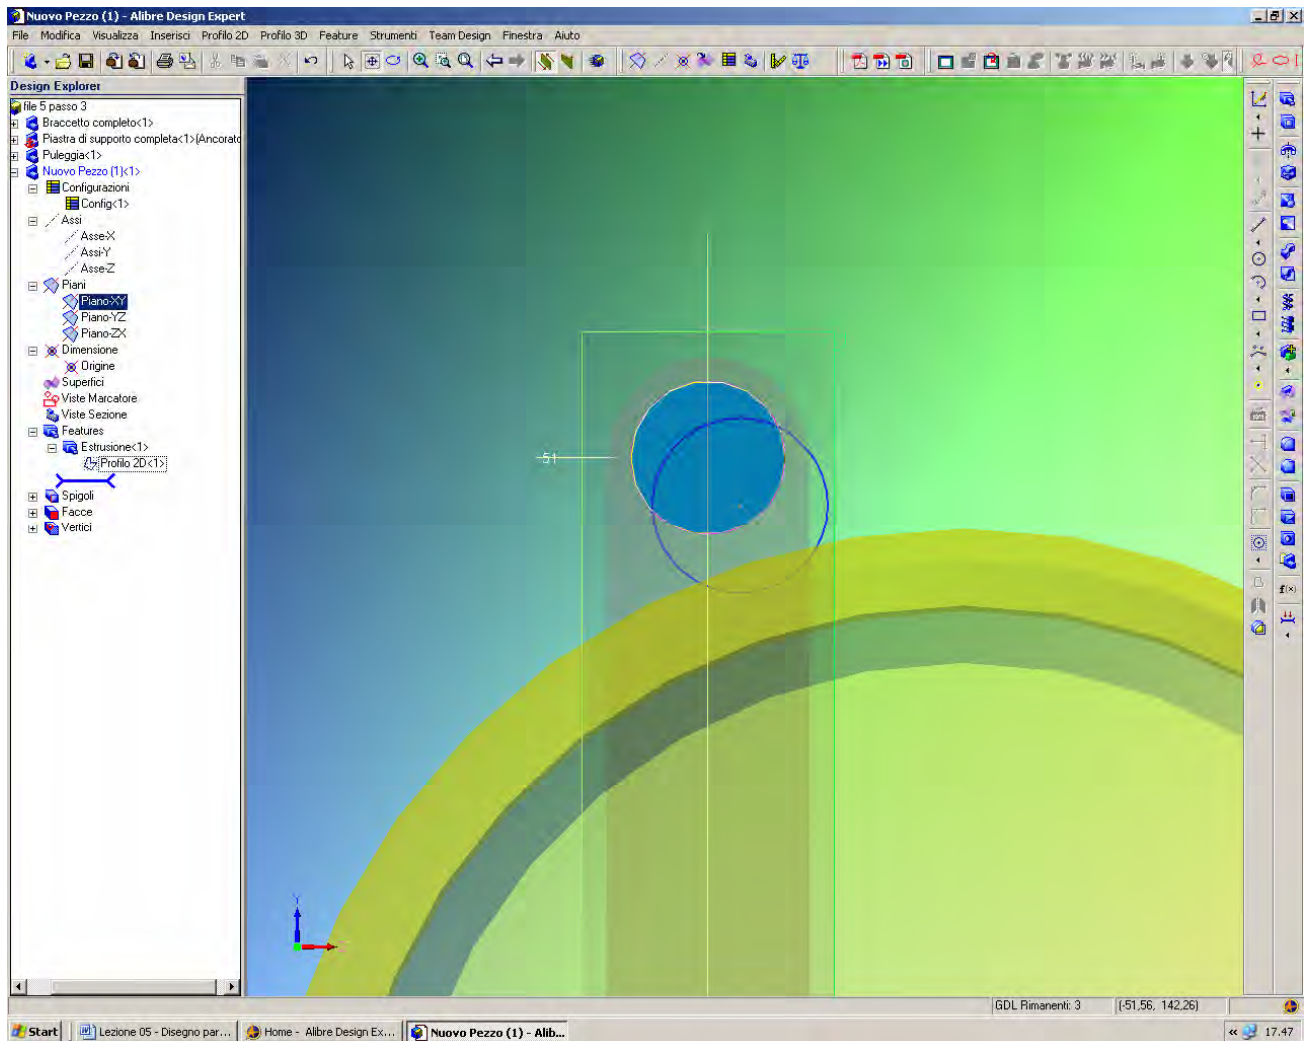 Nuovo Pezzo (1) - Alibre Design Expert
File Modifica Visualizza Inserisci Profilo 2D Profilo 3D Feature Strumenti Team Design Finestra Aiuto
Design Explorer
file 5 passo 3
Braccetto completo<1>
Piastra di supporto completa<1>(Ancorato
Puleggia<1>
Nuovo Pezzo (1)<1>
Configurazioni
Config<1>
Assi
Asse-X
Assi-Y
Asse-Z
Piani
Piano-XY
Piano-YZ
Piano-ZX
Dimensione
Origine
Superfici
Viste Marcatore
Viste Sezione
Features
Estrusione<1>
Profilo 2D<1>
Spigoli
Facce
Vertici
51
Y
f(x)
GDL Rimanenti: 3 (-51,56, 142,26)
Start Lezione 05 - Disegno par... Home - Alibre Design Ex... Nuovo Pezzo (1) - Alib... « 17.47